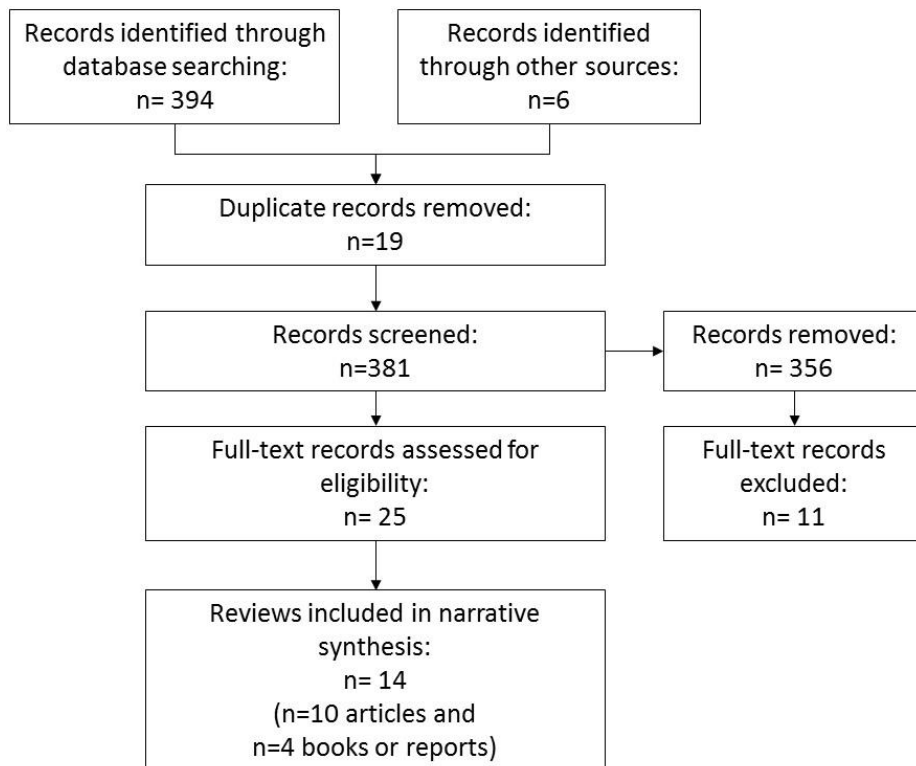 Records identified through
database searching:
n= 394
Records identified
through other sources:
n=6
Duplicate records removed:
n=19
Records screened:
n=381
Records removed:
n= 356
Full-text records assessed for
eligibility:
n= 25
Full-text records
excluded:
n= 11
Reviews included in narrative
synthesis:
n= 14
(n=10 articles and
n=4 books or reports)